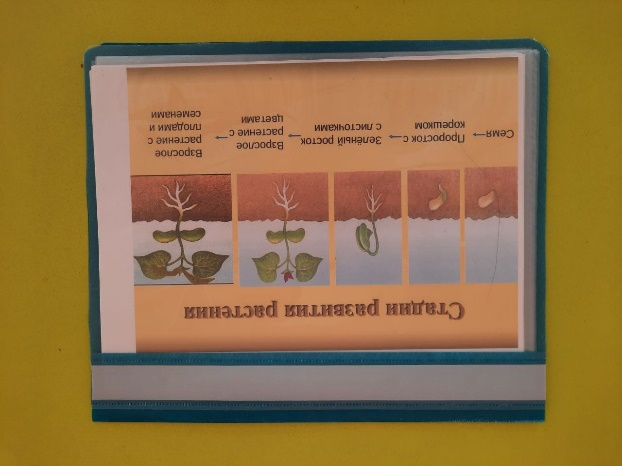 Стадии развития растения
Семя→
Проросток с →
корешком
Зелёный росток →
с листочками
Взрослое →
растение с
цветами
Взрослое
растение с
плодами и
семенами